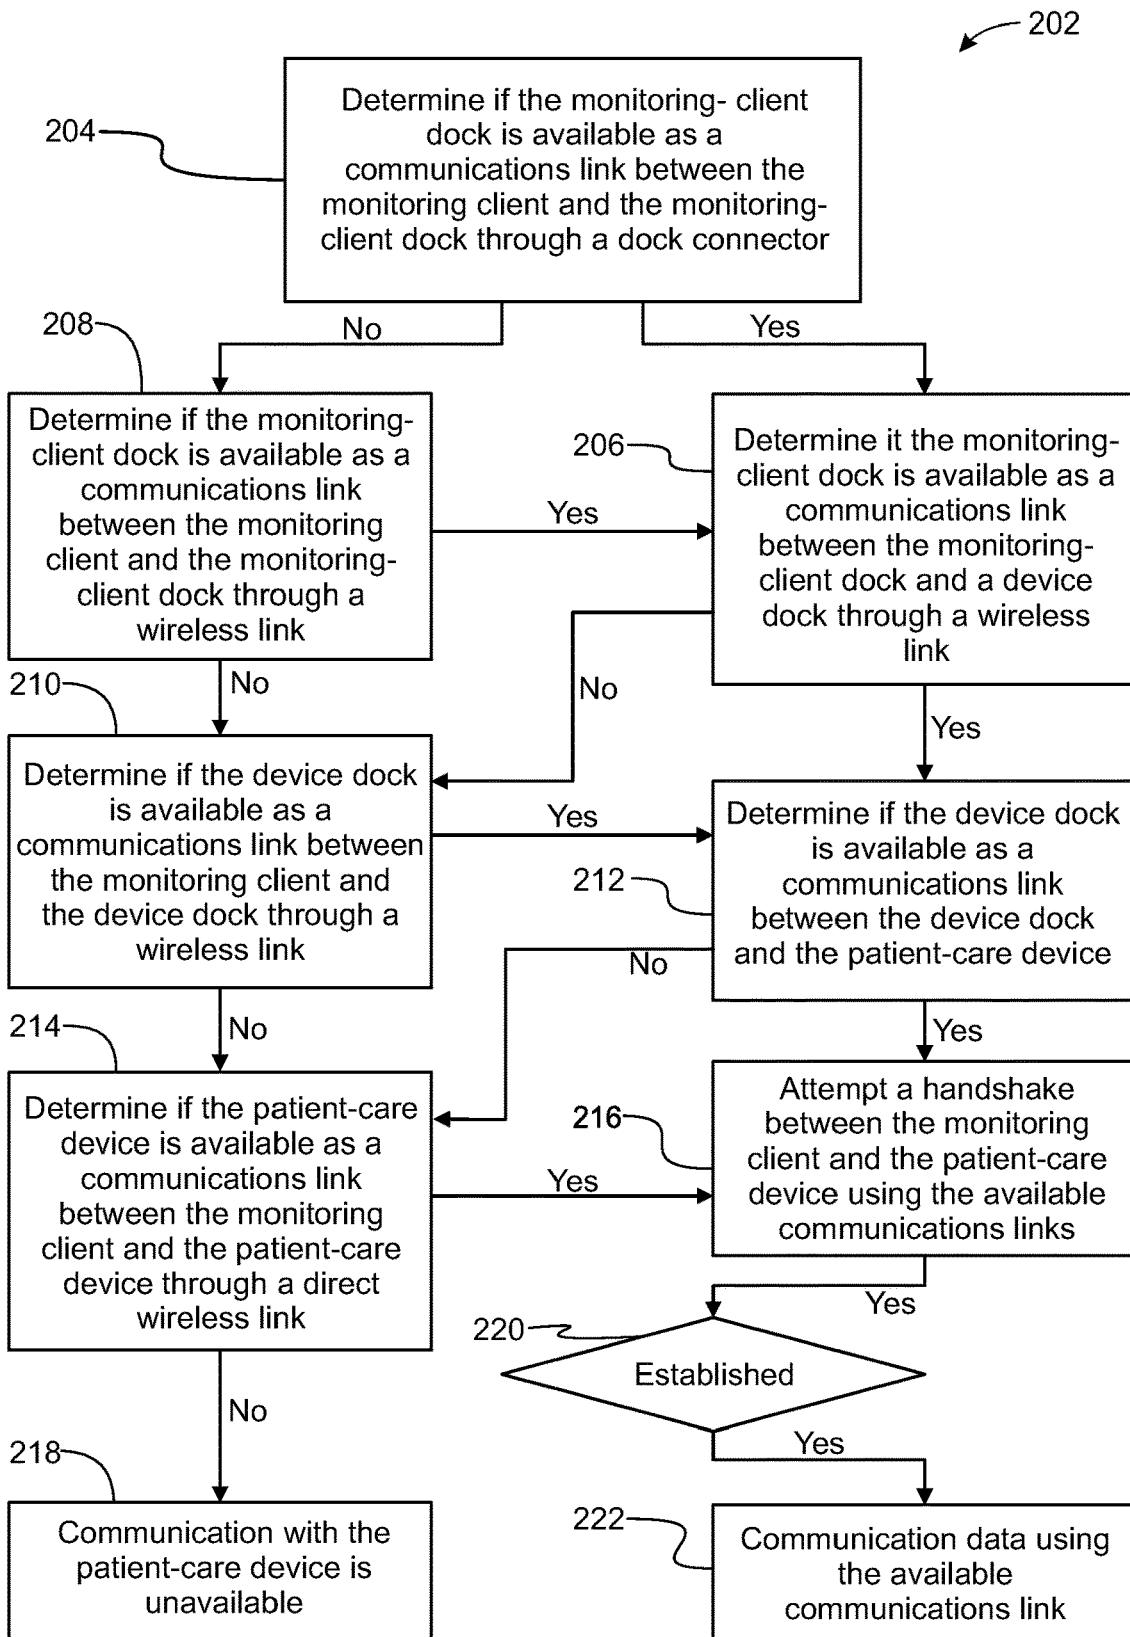 202
204
Determine if the monitoring- client
dock is available as a
communications link between the
monitoring client and the monitoring-
client dock through a dock connector
No
Yes
208
Determine if the monitoring-
client dock is available as a
communications link
between the monitoring
client and the monitoring-
client dock through a
wireless link
Yes
206
Determine it the monitoring-
client dock is available as a
communications link
between the monitoring-
client dock and a device
dock through a wireless
link
No
No
Yes
210
Determine if the device dock
is available as a
communications link between
the monitoring client and
the device dock through a
wireless link
Yes
212
Determine if the device dock
is available as a
communications link
between the device dock
and the patient-care device
No
No
Yes
214
Determine if the patient-care
device is available as a
communications link
between the monitoring
client and the patient-care
device through a direct
wireless link
Yes
216
Attempt a handshake
between the monitoring
client and the patient-care
device using the available
communications links
Yes
220
Established
No
Yes
218
Communication with the
patient-care device is
unavailable
222
Communication data using
the available
communications link